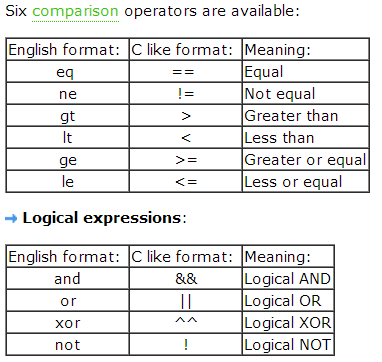 Six comparison operators are available:
English format: C like format: Meaning:
eq == Equal
ne != Not equal
gt > Greater than
lt < Less than
ge >= Greater or equal
le <= Less or equal
Logical expressions:
English format: C like format: Meaning:
and && Logical AND
or || Logical OR
xor ^^ Logical XOR
not ! Logical NOT